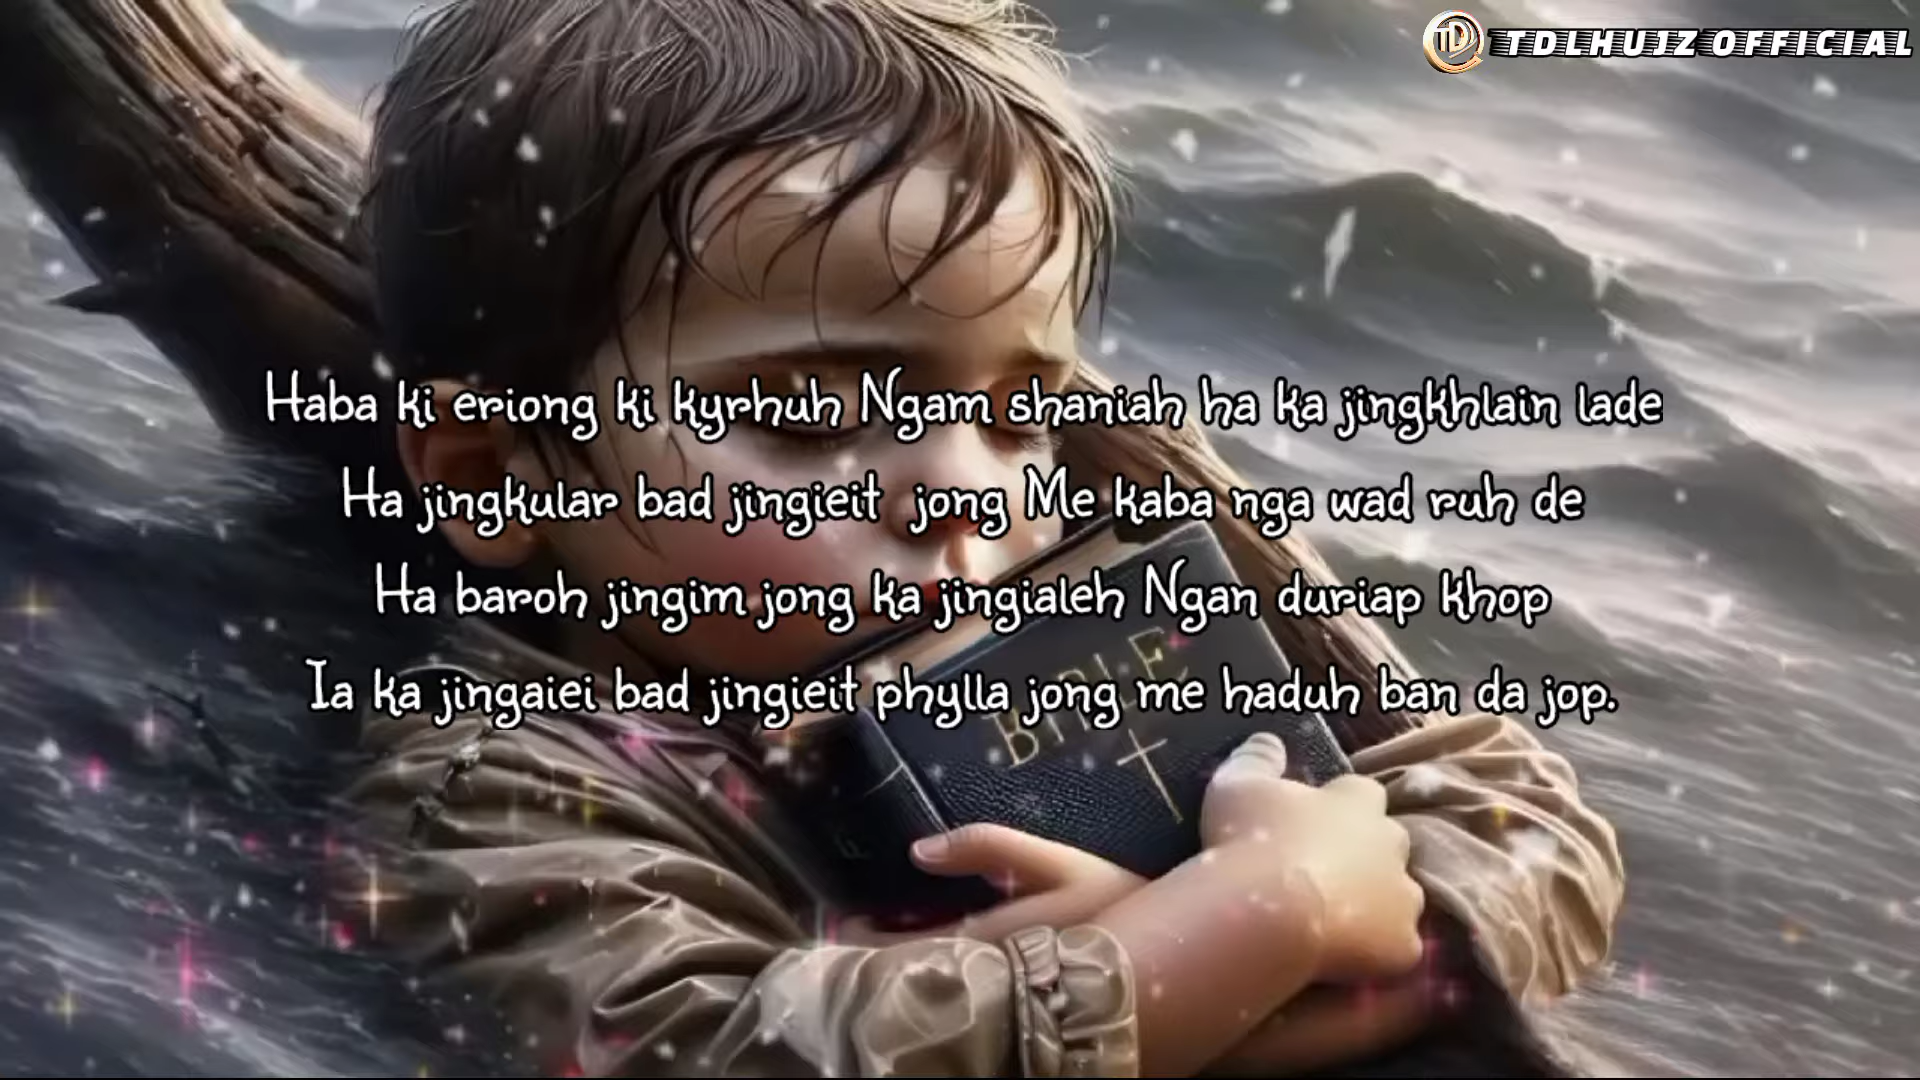 TDLHUJZ OFFICIAL
Haba ki eriong ki kyrhuh Ngam shaniah ha ka jingkhlain lade
Ha jingkular bad jingieit jong Me kaba nga wad ruh de
Ha baroh jingim jong ka jingialeh Ngan duriap khop
Ia ka jingaiei bad jingieit phylla jong me haduh ban da jop.
BIBLE